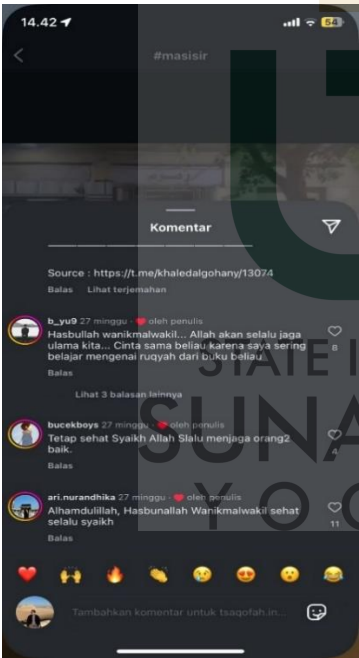 14.42
54
#masisir
Komentar
Source : https://t.me/khaledalgohany/13074
Balas Lihat terjemahan
b_yu9 27 minggu · oleh penulis
Hasbullah wanikmalwakil... Allah akan selalu jaga
ulama kita... Cinta sama beliau karena saya sering
belajar mengenai ruqyah dari buku beliau
8
Balas
Lihat 3 balasan lainnya
bucekboys 27 minggu · oleh penulis
Tetap sehat Syaikh Allah Slalu menjaga orang2
baik.
4
Balas
ari.nurandhika 27 minggu · oleh penulis
Alhamdulillah, Hasbunallah Wanikmalwakil sehat
selalu syaikh
11
Balas
Tambahkan komentar untuk tsaqofah.in...
STATE I
SUNA
YO